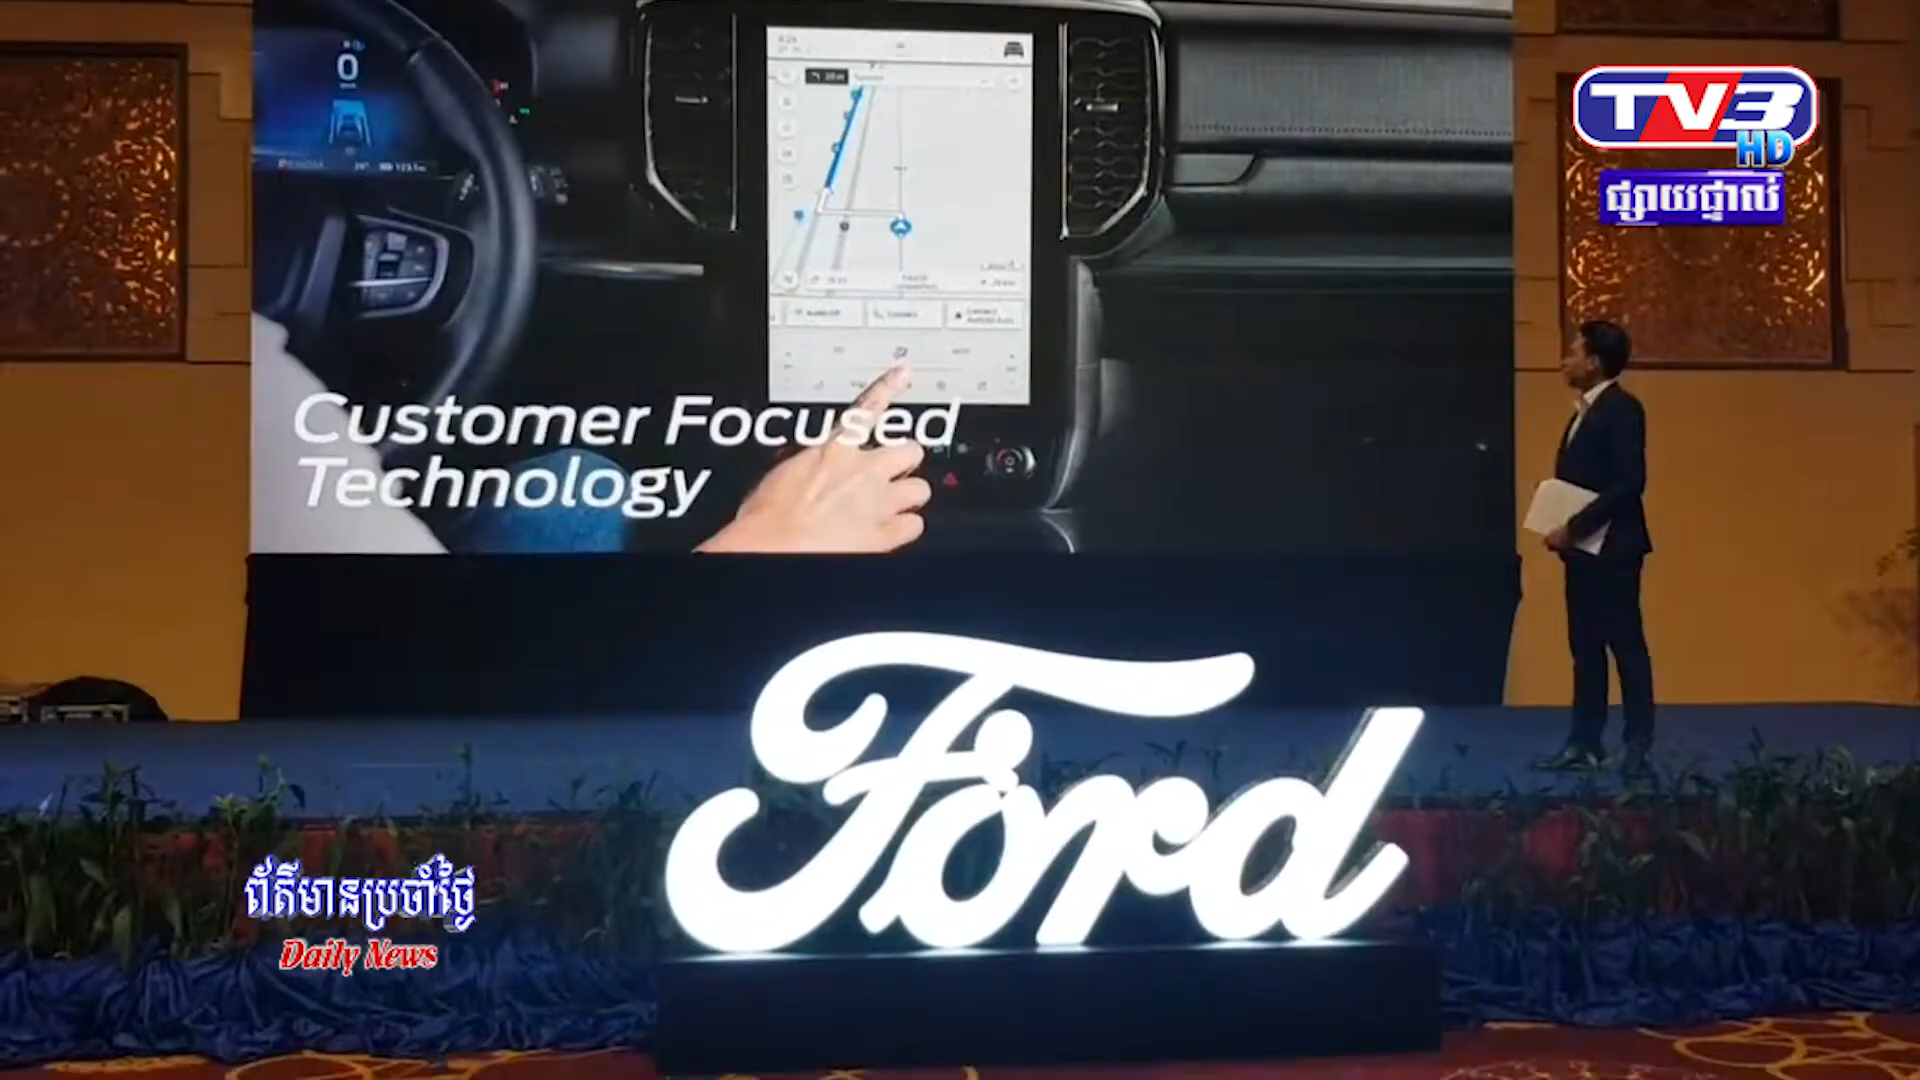 0
TV3
HD
ផ្សាយផ្ទាល់
Customer Focused
Technology
Ford
ព័ត៌មានប្រចាំថ្ងៃ
Daily News